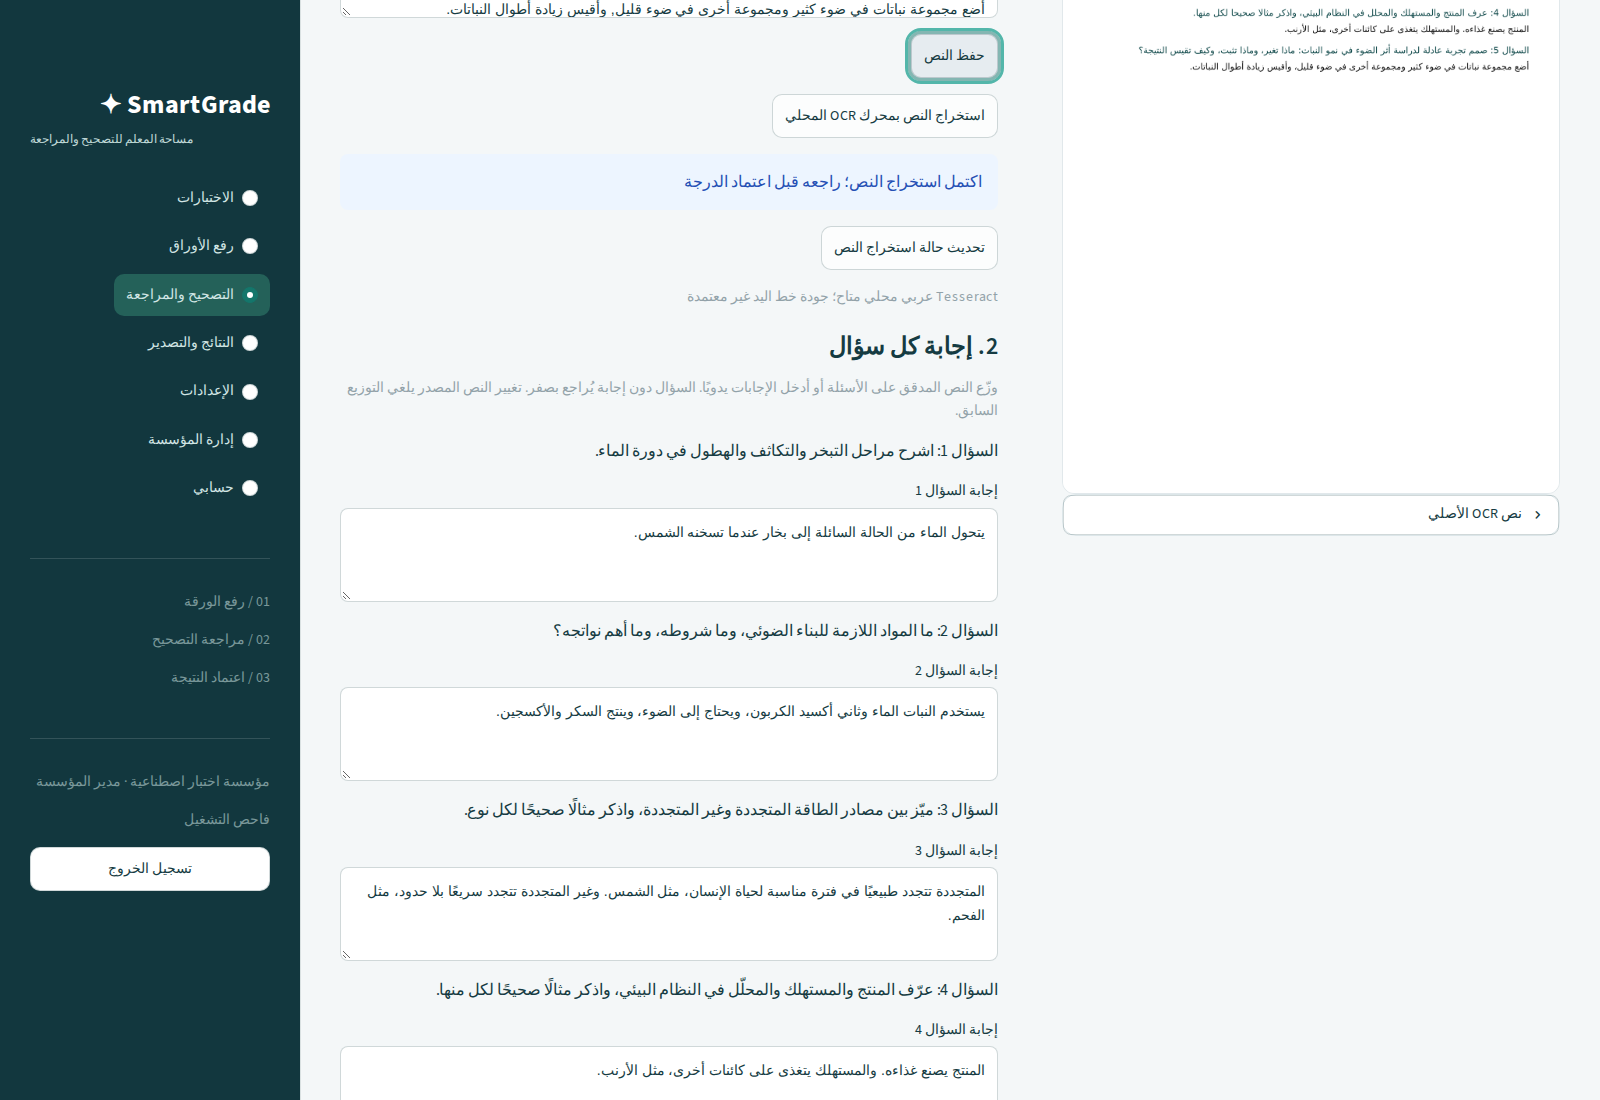 SmartGrade ✦
مساحة المعلم للتصحيح والمراجعة
الاختبارات
رفع الأوراق
التصحيح والمراجعة
النتائج والتصدير
الإعدادات
إدارة المؤسسة
حسابي
01 / رفع الورقة
02 / مراجعة التصحيح
03 / اعتماد النتيجة
مؤسسة اختبار اصطناعية · مدير المؤسسة
فاحص التشغيل
تسجيل الخروج
السؤال 4: عرف المنتج والمستهلك والمحلل في النظام البيئي، واذكر مثالا صحيحا لكل منها.
المنتج يصنع غذاءه. والمستهلك يتغذى على كائنات أخرى، مثل الأرنب.
السؤال 5: صمم تجربة عادلة لدراسة أثر الضوء في نمو النبات: ماذا تغير، وماذا تثبت، وكيف تقيس النتيجة؟
أضع مجموعة نباتات في ضوء كثير ومجموعة أخرى في ضوء قليل، وأقيس زيادة أطوال النباتات.
نص OCR الأصلي
أضع مجموعة نباتات في ضوء كثير ومجموعة أخرى في ضوء قليل, وأقيس زيادة أطوال النباتات.
حفظ النص
استخراج النص بمحرك OCR المحلي
اكتمل استخراج النص؛ راجعه قبل اعتماد الدرجة
تحديث حالة استخراج النص
Tesseract عربي محلي متاح؛ جودة خط اليد غير معتمدة
2. إجابة كل سؤال
وزّع النص المدقق على الأسئلة أو أدخل الإجابات يدويًا. السؤال دون إجابة يُراجع بصفر. تغيير النص المصدر يلغي التوزيع
السابق.
السؤال 1: اشرح مراحل التبخر والتكاثف والهطول في دورة الماء.
إجابة السؤال 1
يتحول الماء من الحالة السائلة إلى بخار عندما تسخنه الشمس.
السؤال 2: ما المواد اللازمة للبناء الضوئي، وما شروطه، وما أهم نواتجه؟
إجابة السؤال 2
يستخدم النبات الماء وثاني أكسيد الكربون، ويحتاج إلى الضوء، وينتج السكر والأكسجين.
السؤال 3: ميّز بين مصادر الطاقة المتجددة وغير المتجددة، واذكر مثالًا صحيحًا لكل نوع.
إجابة السؤال 3
المتجددة تتجدد طبيعيًا في فترة مناسبة لحياة الإنسان، مثل الشمس. وغير المتجددة تتجدد سريعًا بلا حدود، مثل
الفحم.
السؤال 4: عرّف المنتج والمستهلك والمحلّل في النظام البيئي، واذكر مثالًا صحيحًا لكل منها.
إجابة السؤال 4
المنتج يصنع غذاءه. والمستهلك يتغذى على كائنات أخرى، مثل الأرنب.